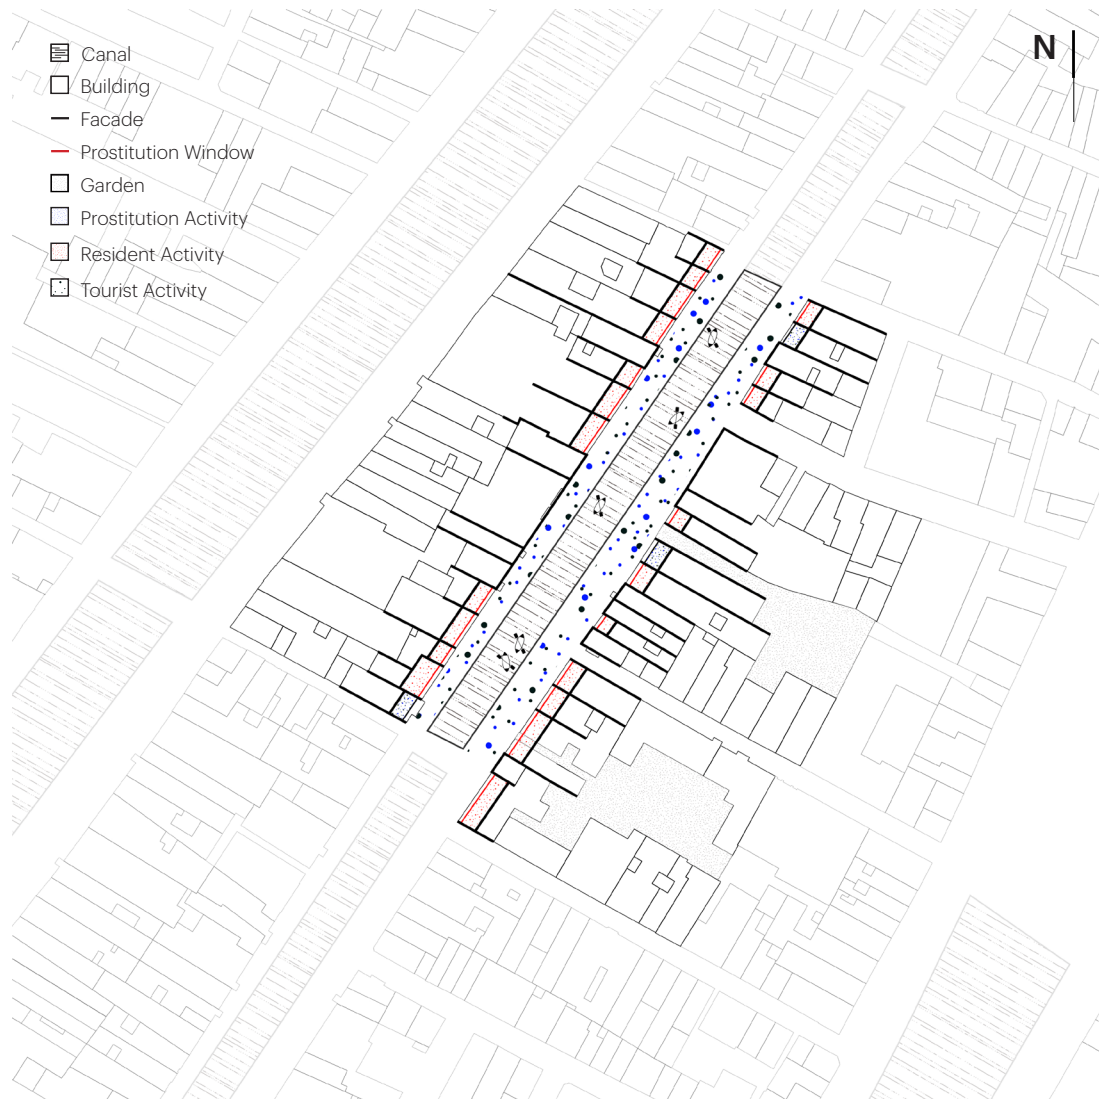 N
Canal
Building
Facade
Prostitution Window
Garden
Prostitution Activity
Resident Activity
Tourist Activity